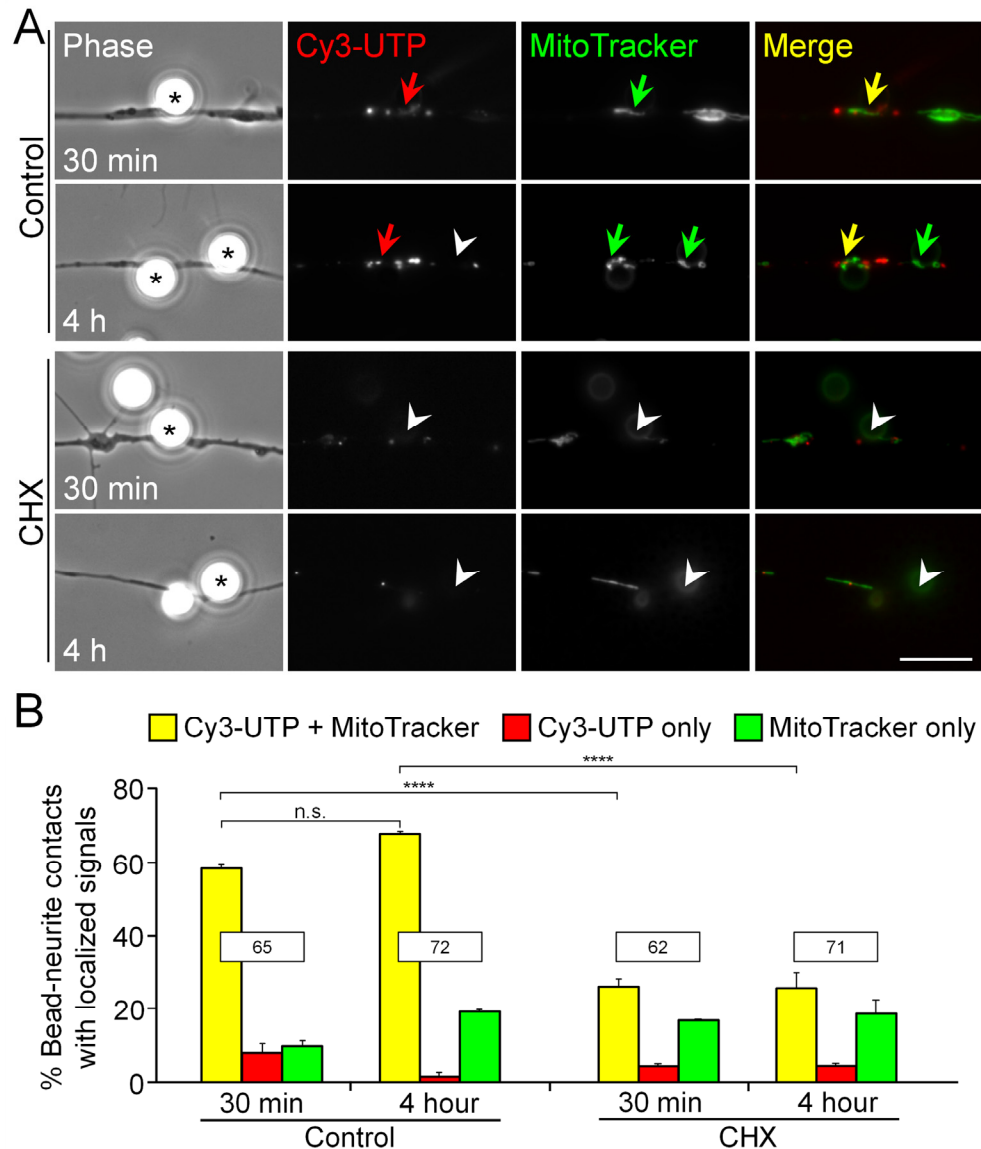 A
Phase
Cy3-UTP
MitoTracker
Merge
Control
*
30 min
* *
4 h
CHX
*
30 min
*
4 h
B
Cy3-UTP + MitoTracker
Cy3-UTP only
MitoTracker only
% Bead-neurite contacts
with localized signals
80
60
40
20
0
****
****
n.s.
65
72
62
71
30 min
4 hour
30 min
4 hour
Control
CHX